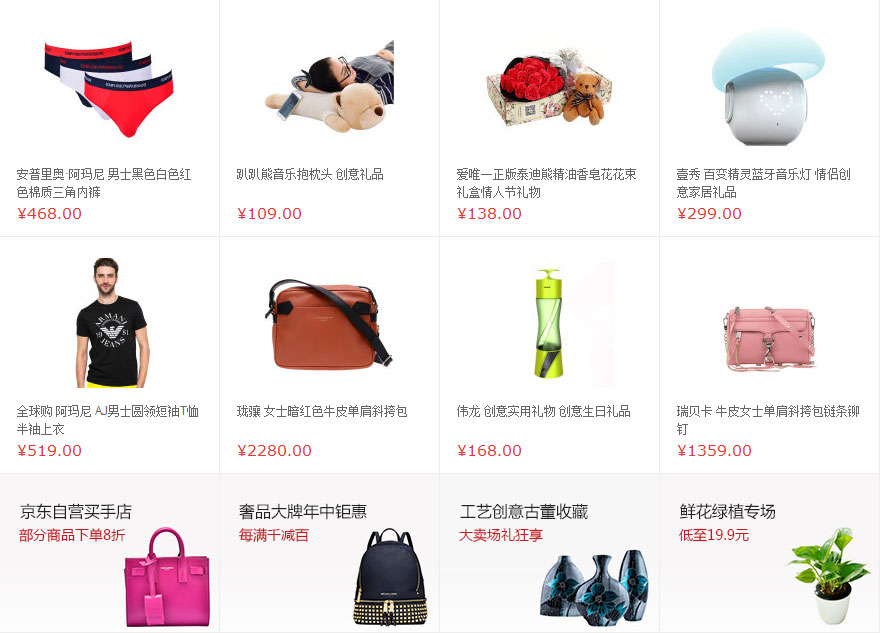 安普里奥·阿玛尼 男士黑色白色红
色棉质三角内裤
¥468.00
趴趴熊音乐抱枕头 创意礼品
¥109.00
爱唯一正版泰迪熊精油香皂花花束
礼盒情人节礼物
¥138.00
壹秀 百变精灵蓝牙音乐灯 情侣创
意家居礼品
¥299.00
ARMANI
19 81
JEANS
全球购 阿玛尼 AJ男士圆领短袖T恤
半袖上衣
¥519.00
珑骧 女士暗红色牛皮单肩斜挎包
¥2280.00
伟龙 创意实用礼物 创意生日礼品
¥168.00
瑞贝卡 牛皮女士单肩斜挎包链条铆
钉
¥1359.00
京东自营买手店
部分商品下单8折
奢品大牌年中钜惠
每满千减百
工艺创意古董收藏
大卖场礼狂享
鲜花绿植专场
低至19.9元